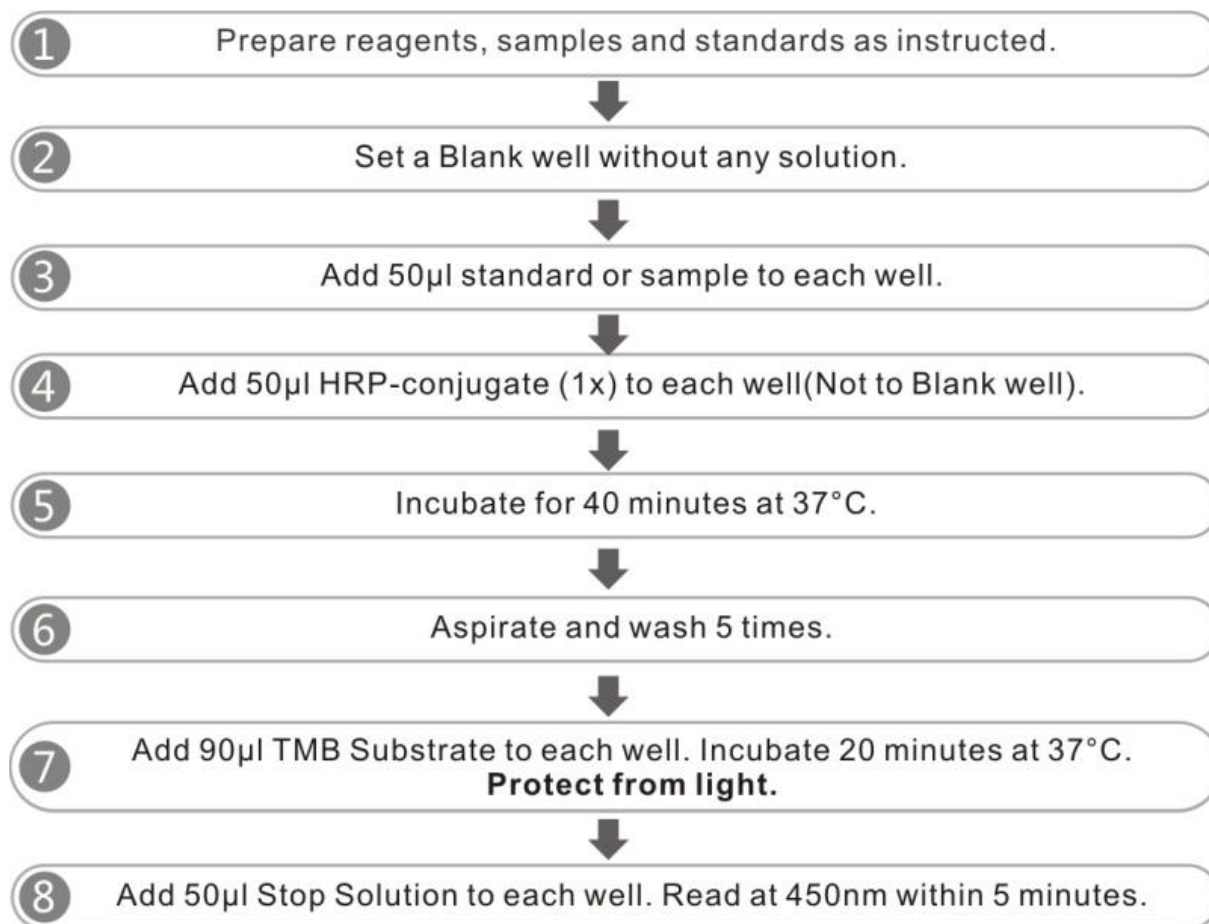 1 Prepare reagents, samples and standards as instructed.
2 Set a Blank well without any solution.
3 Add 50µl standard or sample to each well.
4 Add 50µl HRP-conjugate (1x) to each well(Not to Blank well).
5 Incubate for 40 minutes at 37°C.
6 Aspirate and wash 5 times.
7 Add 90µl TMB Substrate to each well. Incubate 20 minutes at 37°C.
Protect from light.
8 Add 50µl Stop Solution to each well. Read at 450nm within 5 minutes.